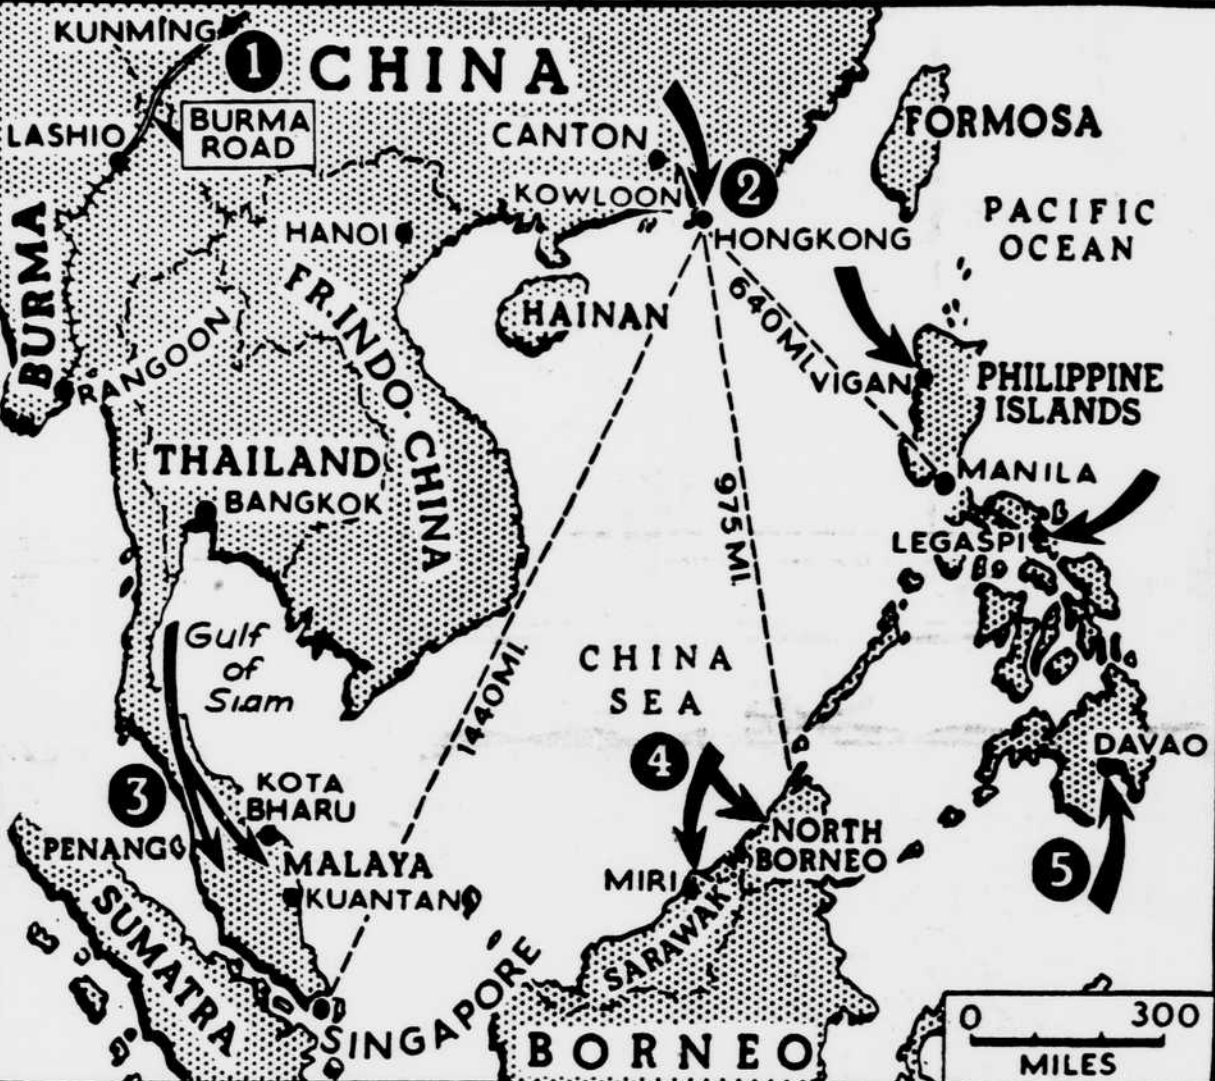 KUNMING
1
CHINA
BURMA
ROAD
LASHIO
CANTON
FORMOSA
KOWLOON
2
PACIFIC
OCEAN
HANOI
HONGKONG
BURMA
FR. INDO-CHINA
HAINAN
640 MI.
RANGOON
VIGAN
PHILIPPINE
ISLANDS
THAILAND
BANGKOK
MANILA
975 MI.
LEGASPI
Gulf
of
Siam
CHINA
SEA
1440 MI.
4
DAVAO
3
KOTA
BHARU
PENANG
MALAYA
NORTH
BORNEO
5
MIRI
KUANTAN
SUMATRA
SARAWAK
SINGAPORE
BORNEO
0 300
MILES